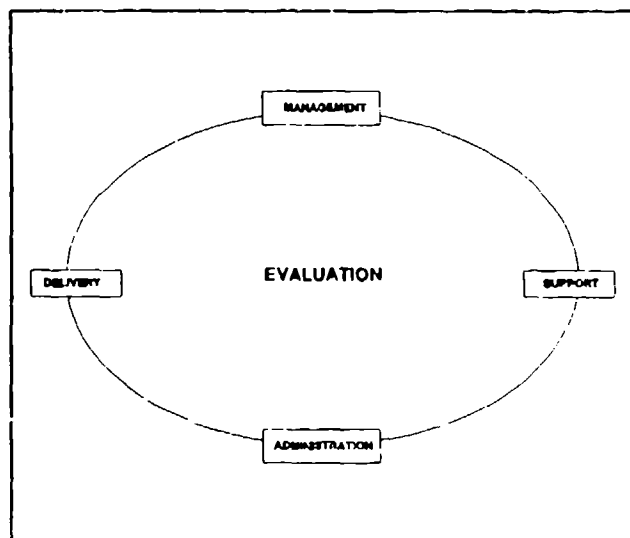 MANAGEMENT
DELIVERY
EVALUATION
SUPPORT
ADMINISTRATION